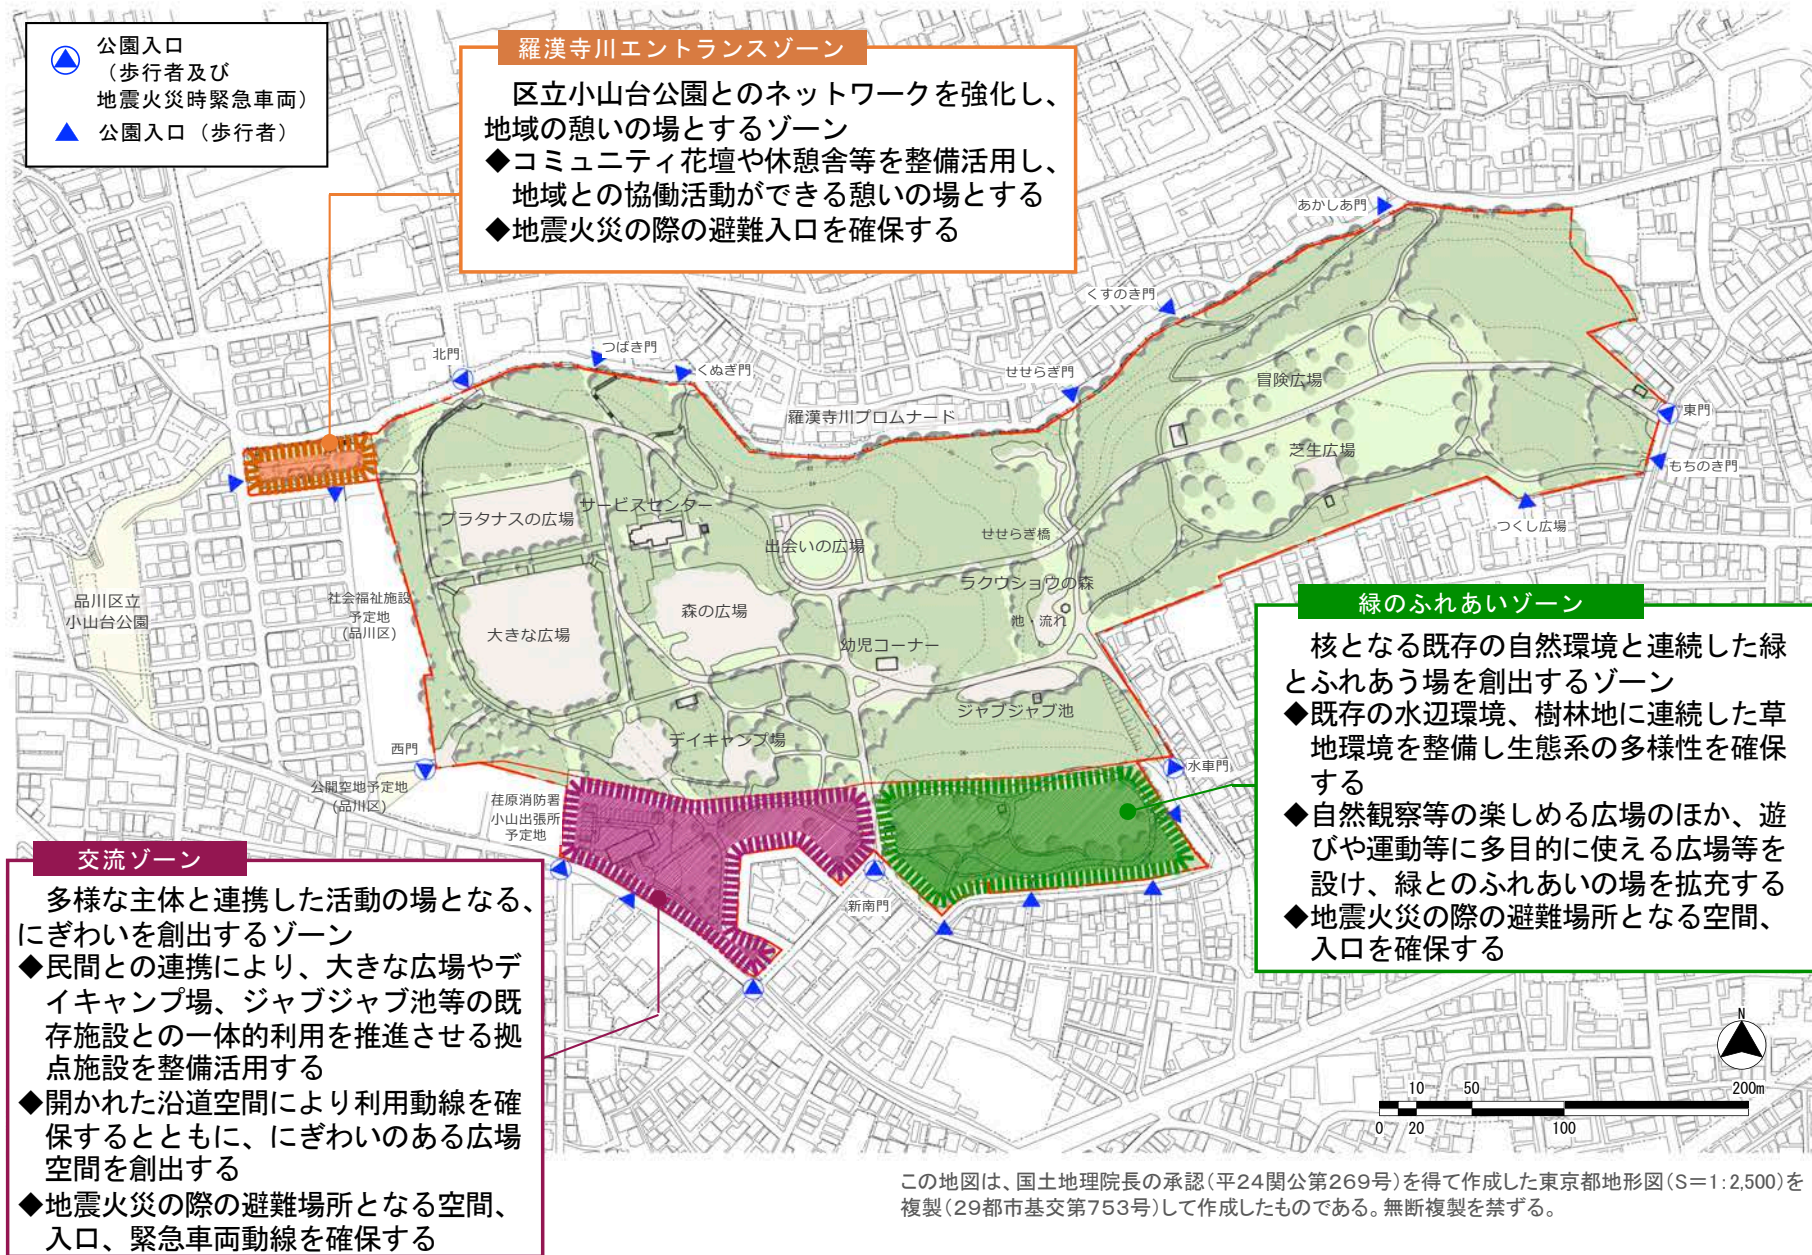 公園入口
（歩行者及び
地震火災時緊急車両）
公園入口（歩行者）
羅漢寺川エントランスゾーン
区立小山台公園とのネットワークを強化し、
地域の憩いの場とするゾーン
◆コミュニティ花壇や休憩舎等を整備活用し、
地域との協働活動ができる憩いの場とする
◆地震火災の際の避難入口を確保する
あかしあ門
くすのき門
つばき門
北門
くぬぎ門
せせらぎ門
羅漢寺川プロムナード
冒険広場
東門
芝生広場
もちのき門
つくし広場
プラタナスの広場
サービスセンター
出会いの広場
せせらぎ橋
ラクウショウの森
池・流れ
品川区立
小山台公園
社会福祉施設
予定地
(品川区)
大きな広場
森の広場
幼児コーナー
ジャブジャブ池
デイキャンプ場
西門
公開空地予定地
(品川区)
荏原消防署
小山出張所
予定地
水車門
新南門
緑のふれあいゾーン
核となる既存の自然環境と連続した緑
とふれあう場を創出するゾーン
◆既存の水辺環境、樹林地に連続した草
地環境を整備し生態系の多様性を確保
する
◆自然観察等の楽しめる広場のほか、遊
びや運動等に多目的に使える広場等を
設け、緑とのふれあいの場を拡充する
◆地震火災の際の避難場所となる空間、
入口を確保する
交流ゾーン
多様な主体と連携した活動の場となる、
にぎわいを創出するゾーン
◆民間との連携により、大きな広場やデ
イキャンプ場、ジャブジャブ池等の既
存施設との一体的利用を推進させる拠
点施設を整備活用する
◆開かれた沿道空間により利用動線を確
保するとともに、にぎわいのある広場
空間を創出する
◆地震火災の際の避難場所となる空間、
入口、緊急車両動線を確保する
N
10 50 200m
0 20 100
この地図は、国土地理院長の承認(平24関公第269号)を得て作成した東京都地形図(S＝1:2,500)を
複製(29都市基交第753号)して作成したものである。無断複製を禁ずる。